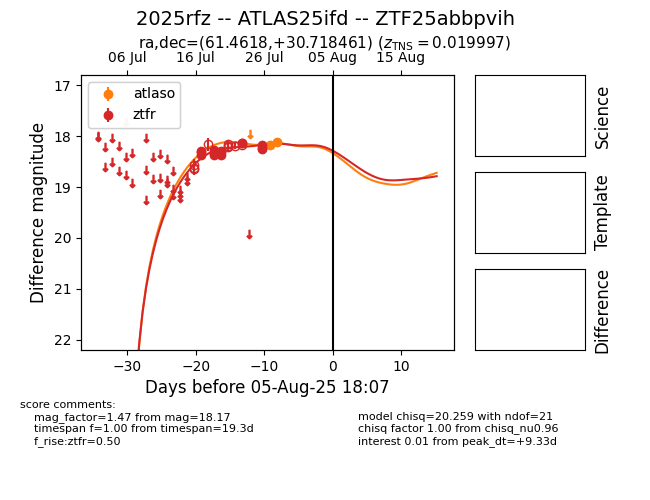 2025rfz -- ATLAS25ifd -- ZTF25abbpvih
ra,dec=(61.4618,+30.718461) (z_TNS = 0.019997)
06 Jul 16 Jul 26 Jul 05 Aug 15 Aug
atlaso
ztfr
17
18
19
20
21
22
Difference magnitude
−30 −20 −10 0 10
Days before 05-Aug-25 18:07
Science
Template
Difference
score comments:
mag_factor=1.47 from mag=18.17
timespan f=1.00 from timespan=19.3d
f_rise:ztfr=0.50
model chisq=20.259 with ndof=21
chisq factor 1.00 from chisq_nu0.96
interest 0.01 from peak_dt=+9.33d